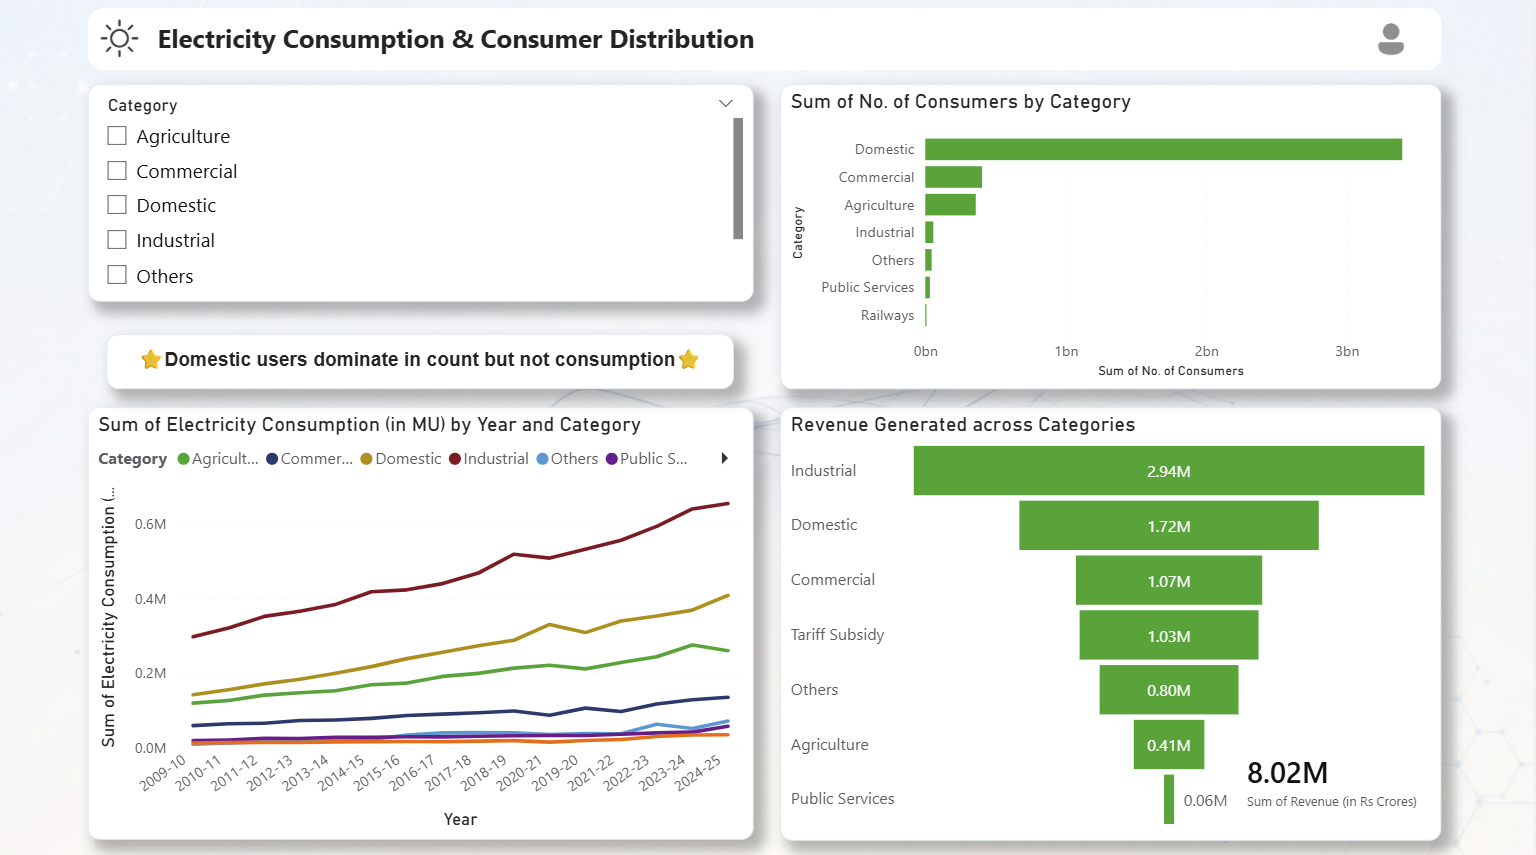 Electricity Consumption & Consumer Distribution
Category
Agriculture
Commercial
Domestic
Industrial
Others
⭐Domestic users dominate in count but not consumption⭐
Sum of No. of Consumers by Category
Category
Domestic
Commercial
Agriculture
Industrial
Others
Public Services
Railways
0bn 1bn 2bn 3bn
Sum of No. of Consumers
Sum of Electricity Consumption (in MU) by Year and Category
Category Agricult... Commer... Domestic Industrial Others Public S...
Sum of Electricity Consumption (...
0.6M
0.4M
0.2M
0.0M
2009-10 2010-11 2011-12 2012-13 2013-14 2014-15 2015-16 2016-17 2017-18 2018-19 2020-21 2019-20 2021-22 2022-23 2023-24 2024-25
Year
Revenue Generated across Categories
Industrial 2.94M
Domestic 1.72M
Commercial 1.07M
Tariff Subsidy 1.03M
Others 0.80M
Agriculture 0.41M
Public Services 0.06M
8.02M
Sum of Revenue (in Rs Crores)